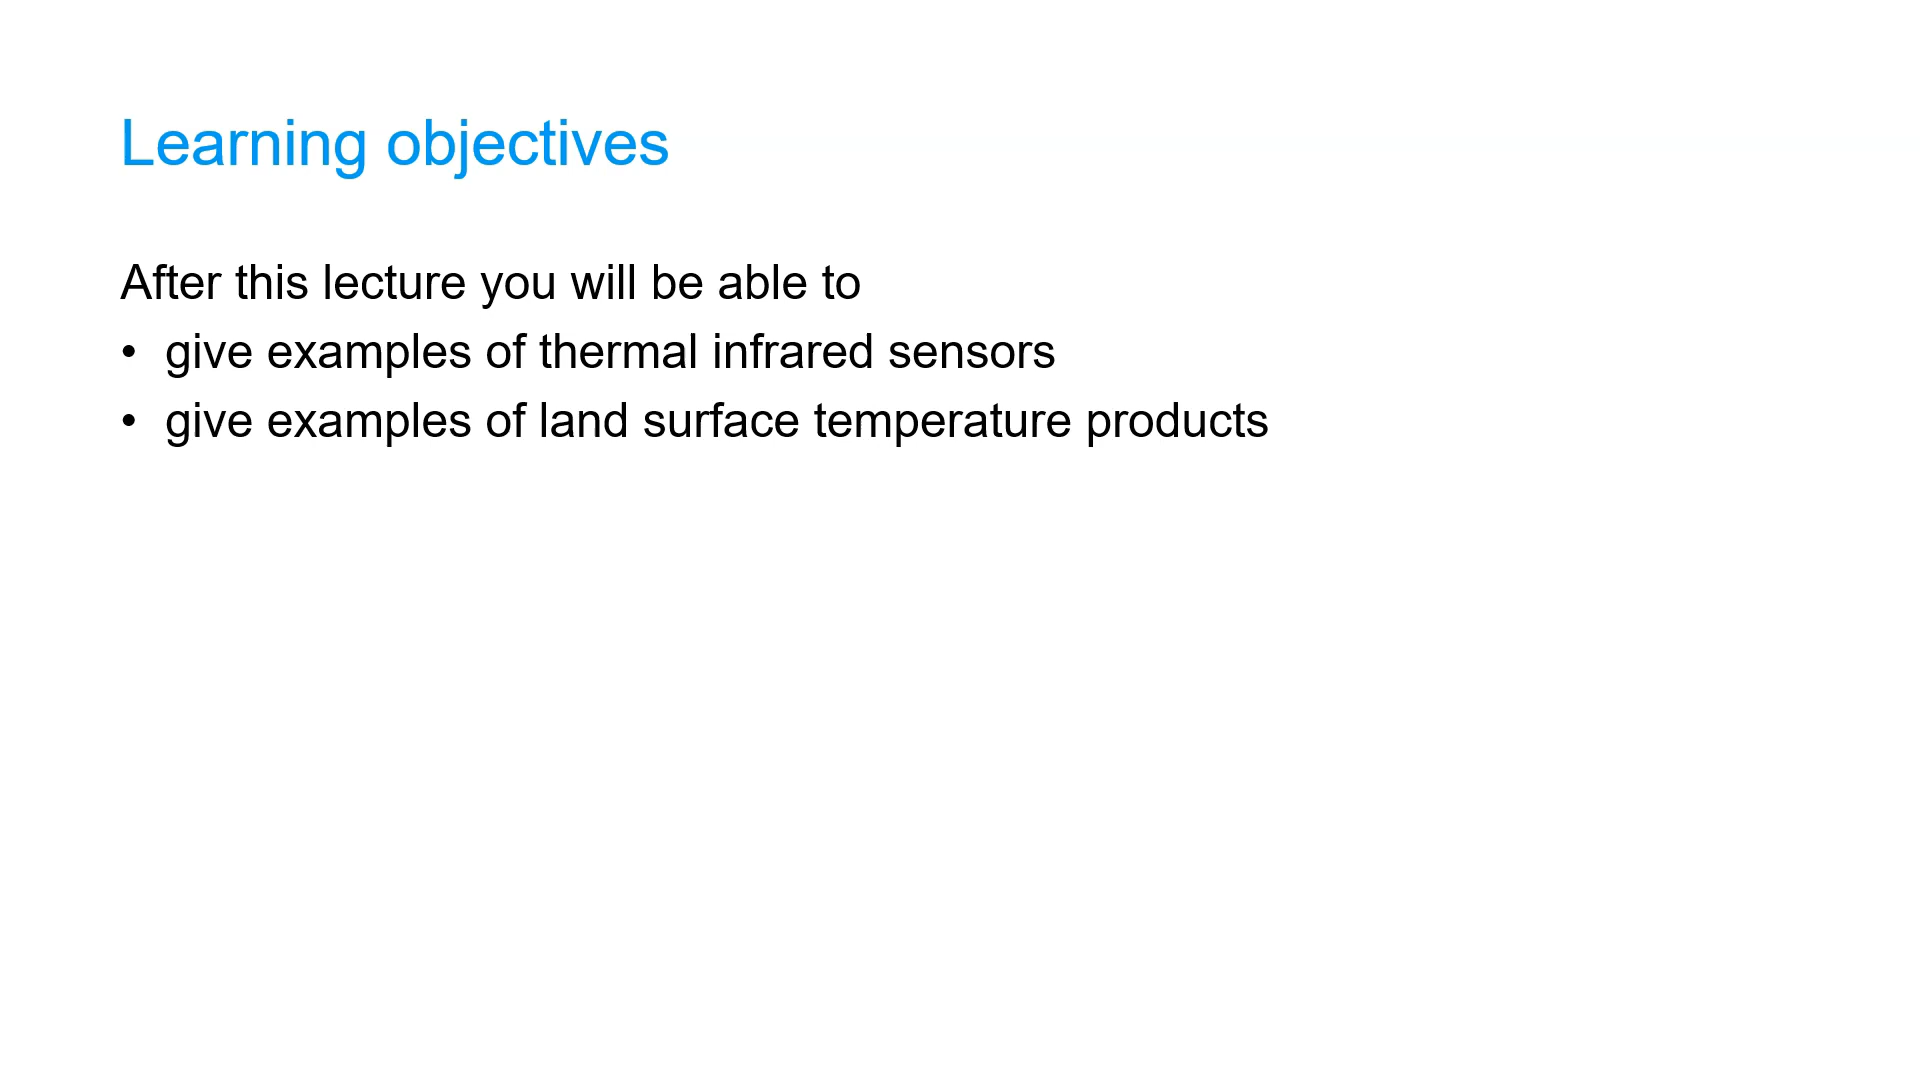 Learning objectives
After this lecture you will be able to
• give examples of thermal infrared sensors
• give examples of land surface temperature products